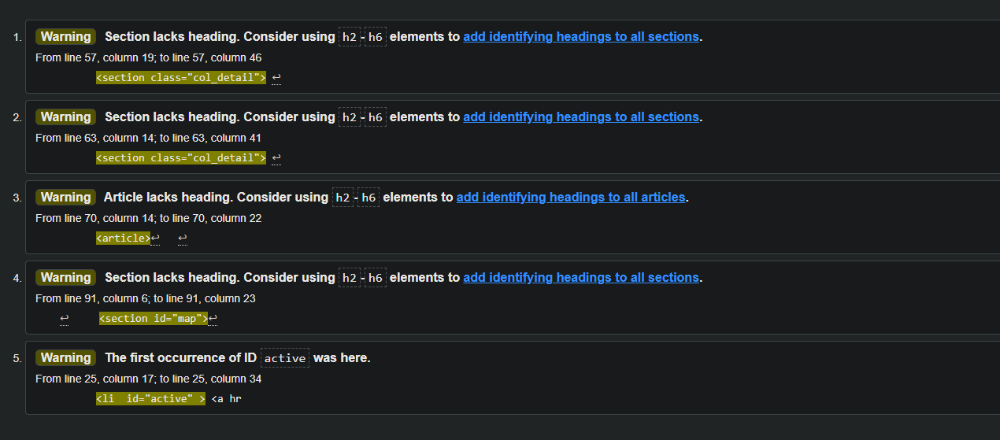 1. Warning Section lacks heading. Consider using h2-h6 elements to add identifying headings to all sections.
From line 57, column 19; to line 57, column 46
<section class="col_detail"> ↩
2. Warning Section lacks heading. Consider using h2-h6 elements to add identifying headings to all sections.
From line 63, column 14; to line 63, column 41
<section class="col_detail"> ↩
3. Warning Article lacks heading. Consider using h2-h6 elements to add identifying headings to all articles.
From line 70, column 14; to line 70, column 22
<article>↩ ↩
4. Warning Section lacks heading. Consider using h2-h6 elements to add identifying headings to all sections.
From line 91, column 6; to line 91, column 23
↩ <section id="map">↩
5. Warning The first occurrence of ID active was here.
From line 25, column 17; to line 25, column 34
<li  id="active" > <a hr